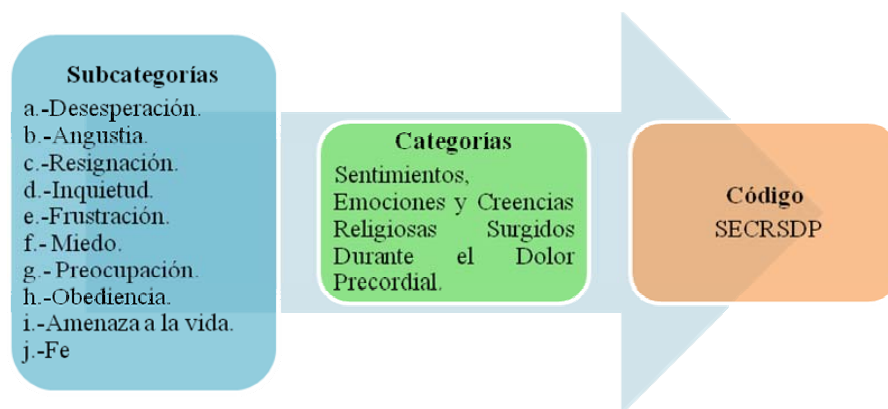 Subcategorías
a.-Desesperación.
b.-Angustia.
c.-Resignación.
d.-Inquietud.
e.-Frustración.
f.- Miedo.
g.- Preocupación.
h.-Obediencia.
i.-Amenaza a la vida.
j.-Fe
Categorías
Sentimientos,
Emociones y Creencias
Religiosas Surgidos
Durante el Dolor
Precordial.
Código
SECRSDP